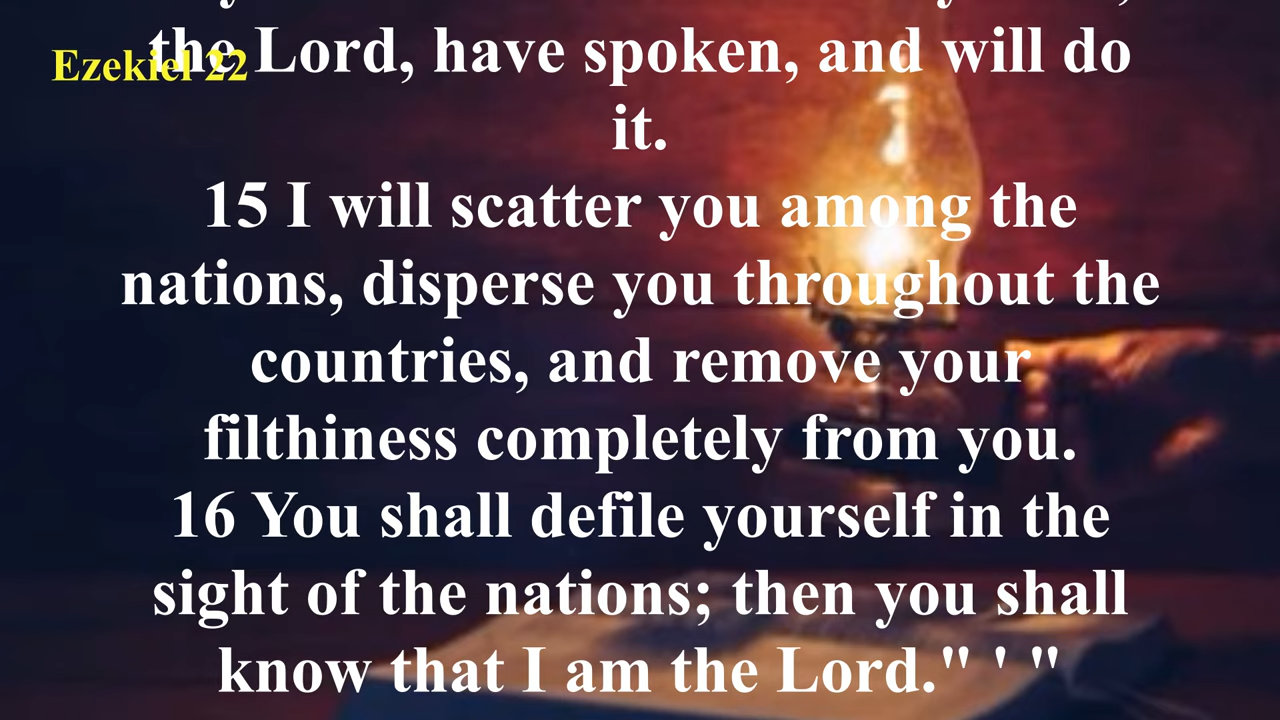 Ezekiel 22
the Lord, have spoken, and will do
it.
15 I will scatter you among the
nations, disperse you throughout the
countries, and remove your
filthiness completely from you.
16 You shall defile yourself in the
sight of the nations; then you shall
know that I am the Lord." ' "